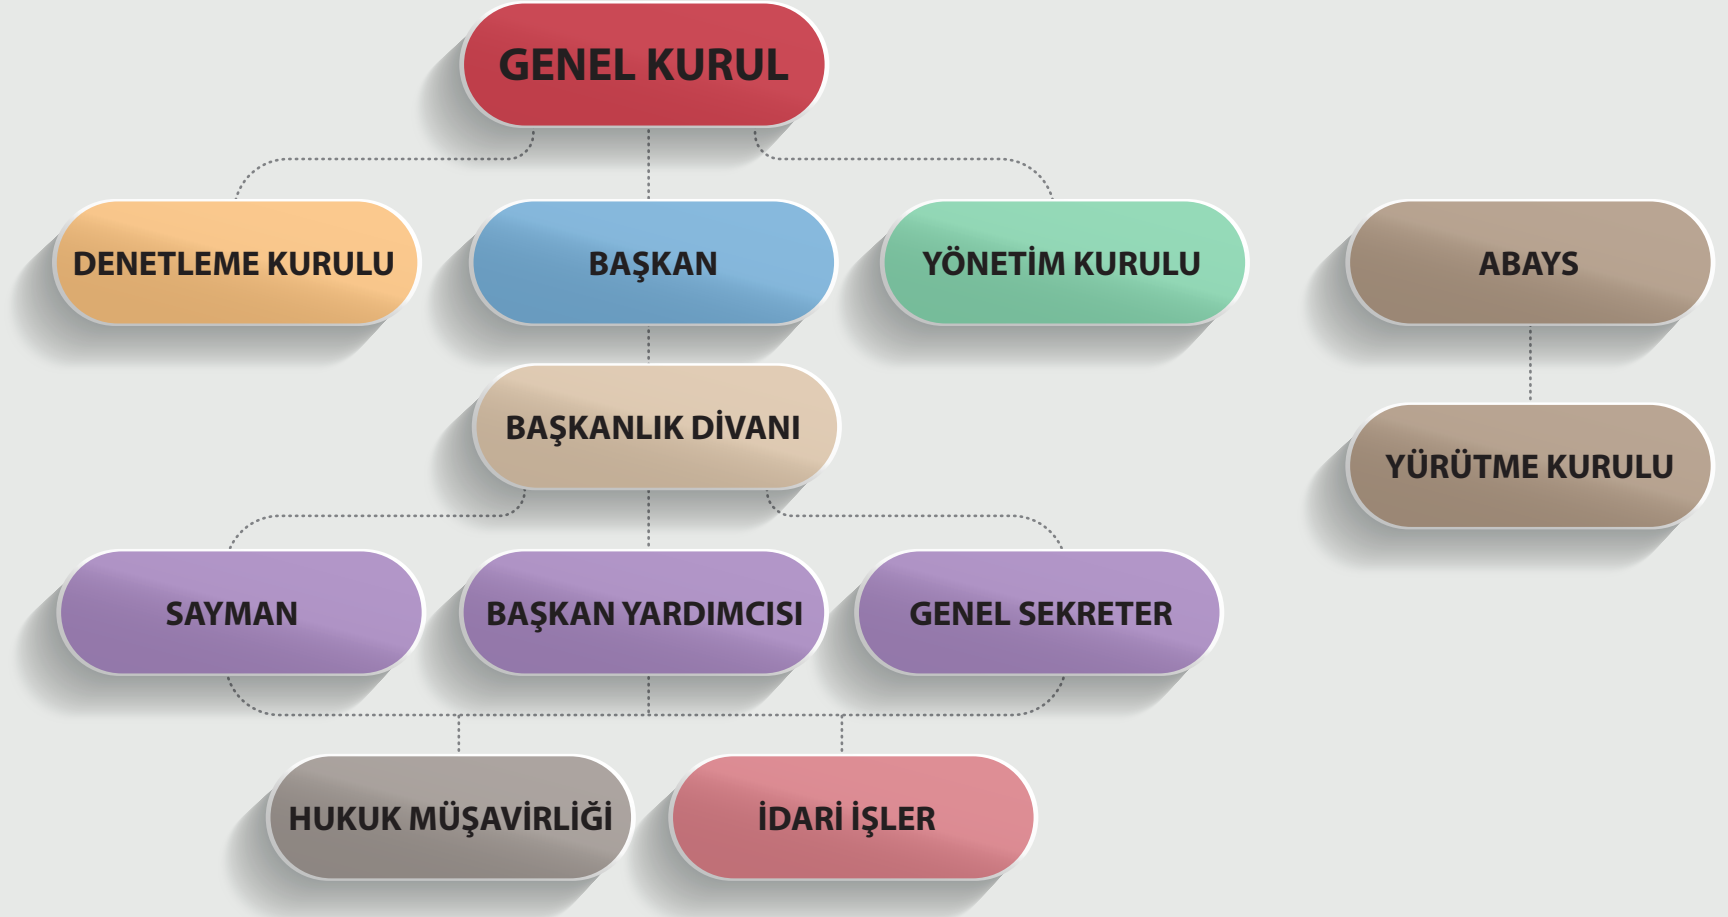 GENEL KURUL
DENETLEME KURULU
BAŞKAN
YÖNETİM KURULU
ABAYS
BAŞKANLIK DİVANI
YÜRÜTME KURULU
SAYMAN
BAŞKAN YARDIMCISI
GENEL SEKRETER
HUKUK MÜŞAVİRLİĞİ
İDARİ İŞLER